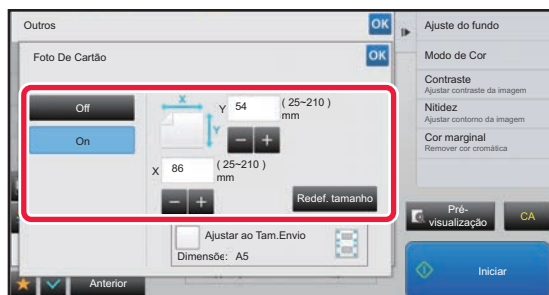 Outros
OK
Foto De Cartão
OK
Off
On
X
Y
Y 54 ( 25~210 )
mm
X 86 ( 25~210 )
mm
Redef. tamanho
Ajustar ao Tam.Envio
Dimensõe: A5
Anterior
Ajuste do fundo
Modo de Cor
Contraste
Ajustar contraste da imagem
Nitidez
Ajustar contorno da imagem
Cor marginal
Remover cor cromática
Pré-
visualização
CA
Iniciar